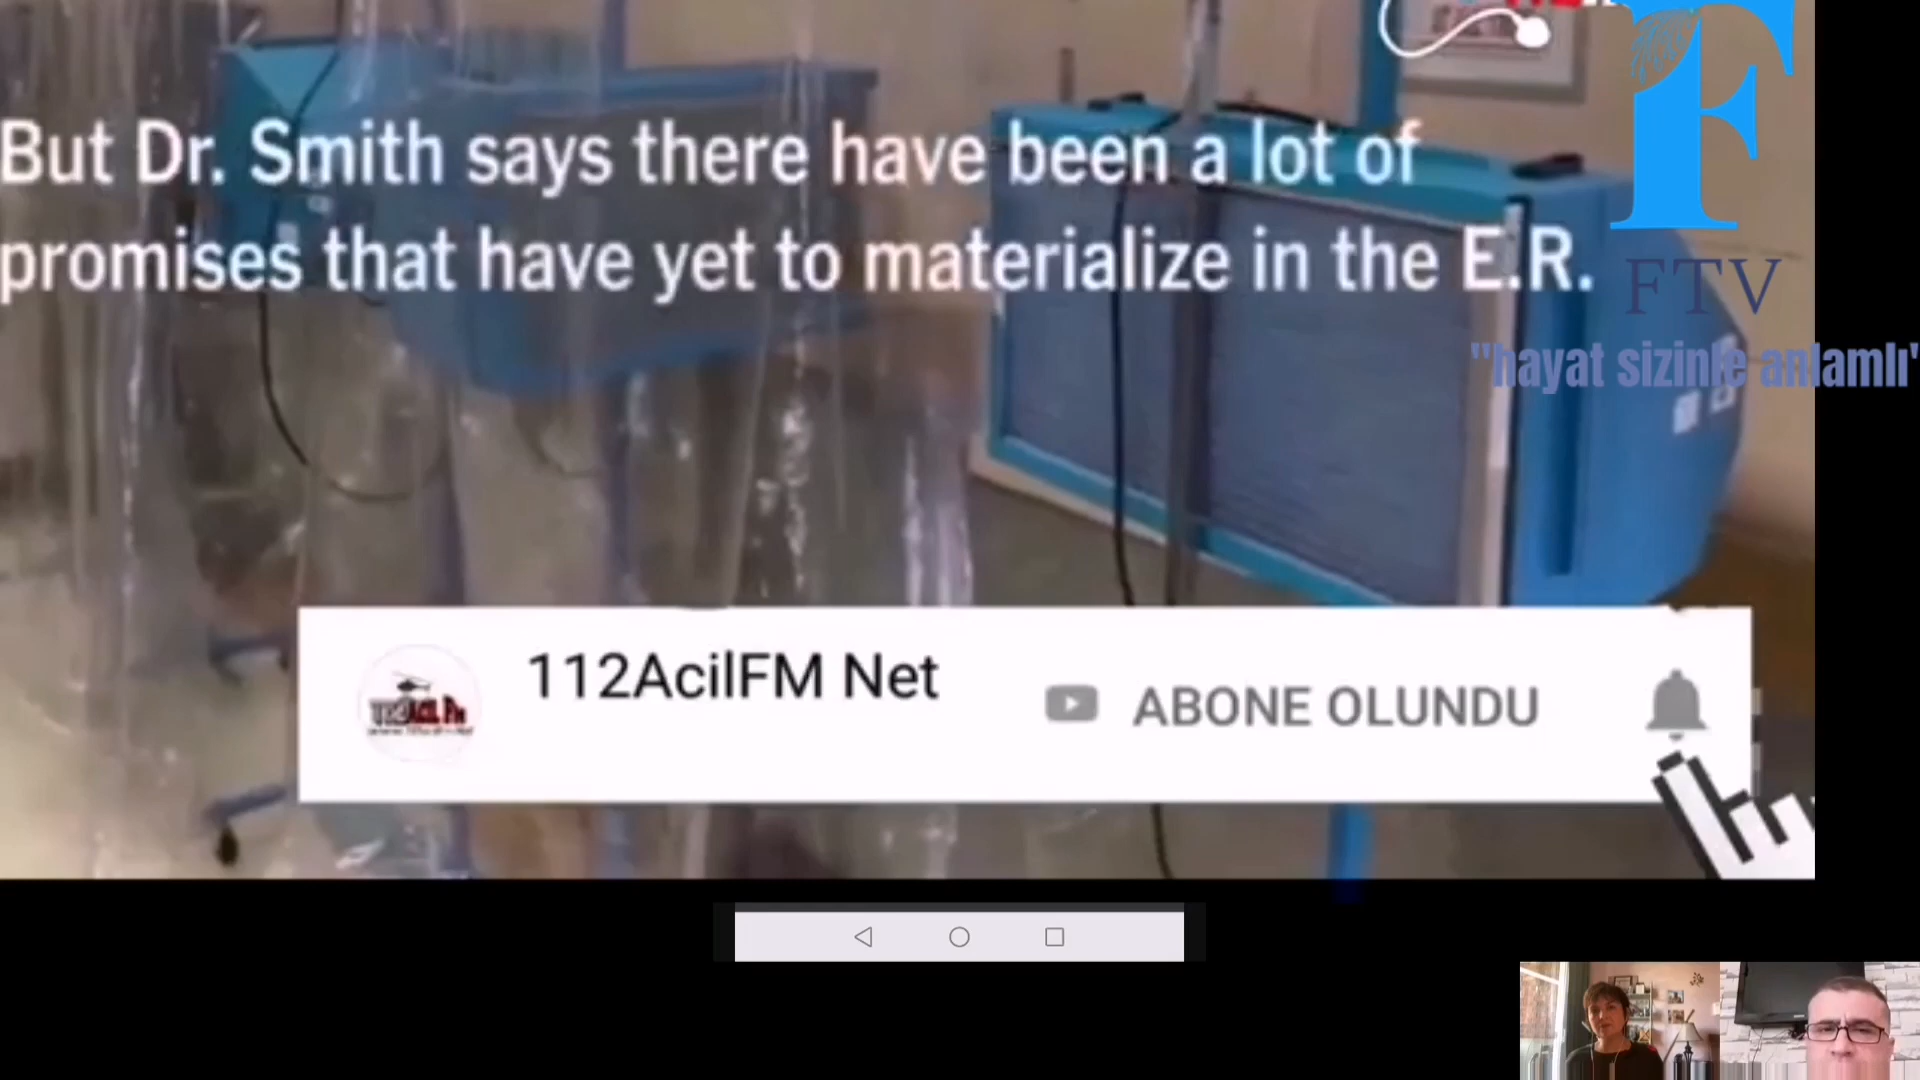 But Dr. Smith says there have been a lot of
promises that have yet to materialize in the E.R.
F
FTV
"hayat sizinle anlamlı"
112AcilFM Net
ABONE OLUNDU